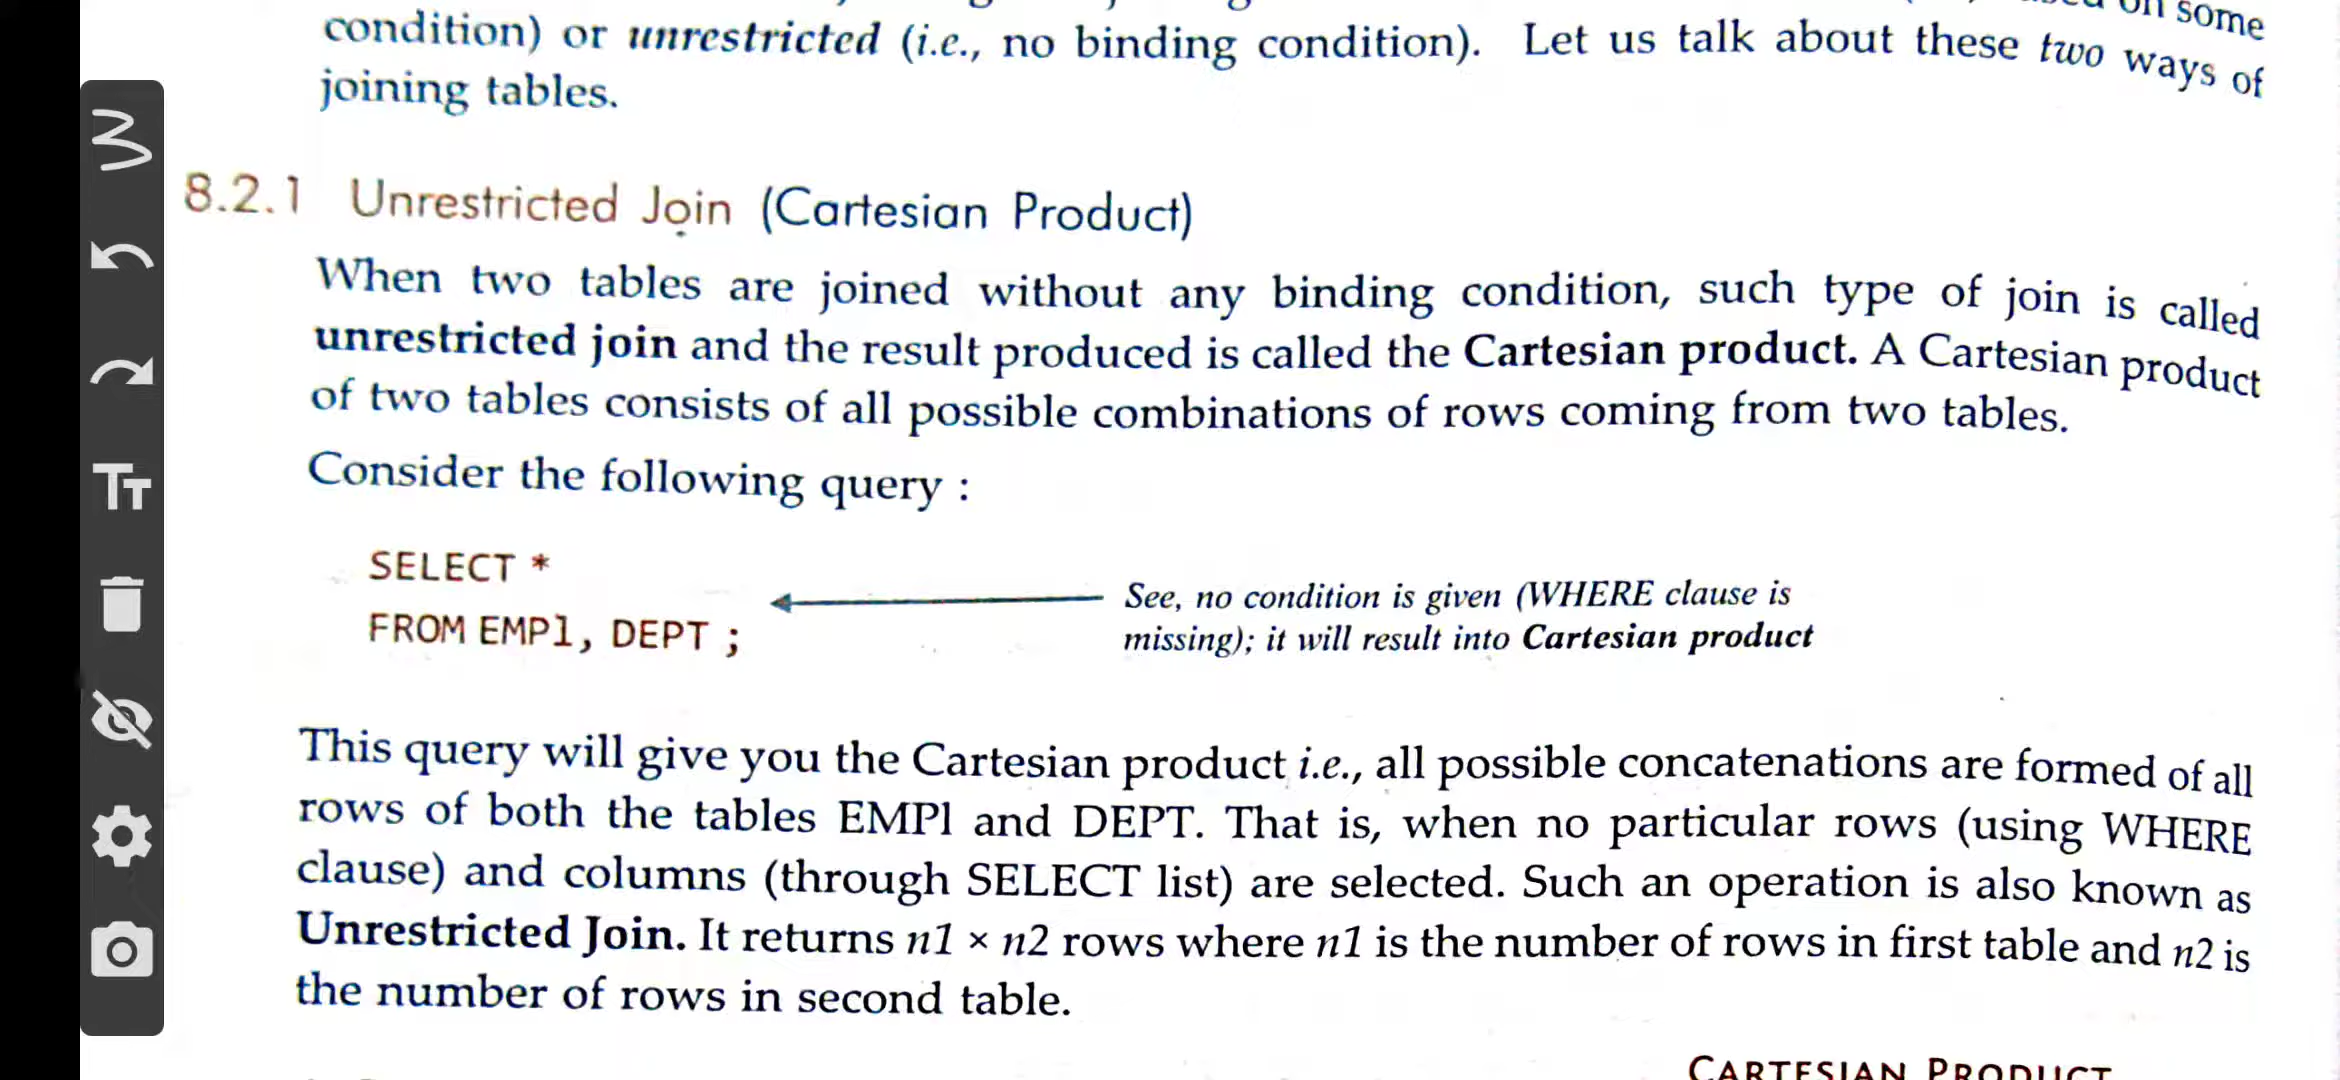 on some
condition) or unrestricted (i.e., no binding condition). Let us talk about these two ways of
joining tables.
8.2.1 Unrestricted Join (Cartesian Product)
When two tables are joined without any binding condition, such type of join is called
unrestricted join and the result produced is called the Cartesian product. A Cartesian product
of two tables consists of all possible combinations of rows coming from two tables.
Consider the following query :
SELECT *
FROM EMPl, DEPT ;
See, no condition is given (WHERE clause is
missing); it will result into Cartesian product
This query will give you the Cartesian product i.e., all possible concatenations are formed of all
rows of both the tables EMPl and DEPT. That is, when no particular rows (using WHERE
clause) and columns (through SELECT list) are selected. Such an operation is also known as
Unrestricted Join. It returns n1 × n2 rows where n1 is the number of rows in first table and n2 is
the number of rows in second table.
CARTESIAN PRODUCT
TT